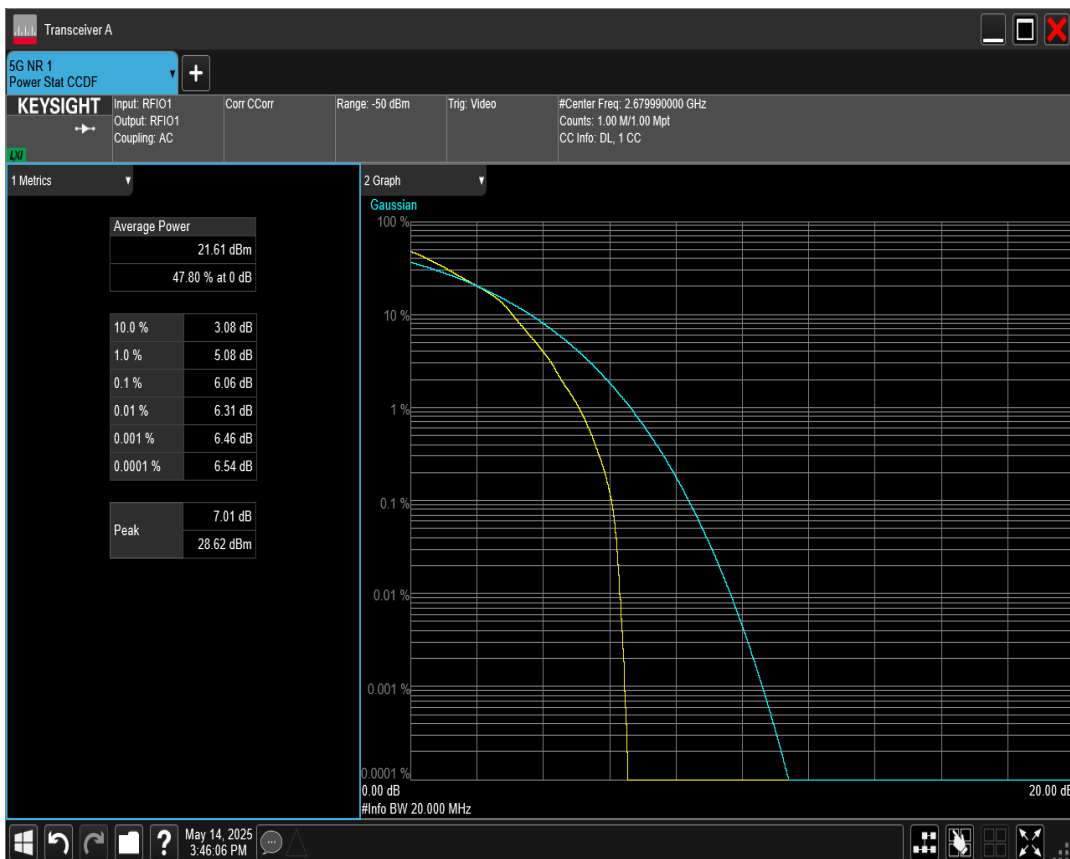 Transceiver A
5G NR 1
Power Stat CCDF
+
KEYSIGHT
LXI
Input: RFIO1
Output: RFIO1
Coupling: AC
Corr CCorr
Range: -50 dBm
Trig: Video
#Center Freq: 2.679990000 GHz
Counts: 1.00 M/1.00 Mpt
CC Info: DL, 1 CC
1 Metrics
Average Power
21.61 dBm
47.80 % at 0 dB
10.0 % 3.08 dB
1.0 % 5.08 dB
0.1 % 6.06 dB
0.01 % 6.31 dB
0.001 % 6.46 dB
0.0001 % 6.54 dB
Peak
7.01 dB
28.62 dBm
2 Graph
Gaussian
100 %
10 %
1 %
0.1 %
0.01 %
0.001 %
0.0001 %
0.00 dB 20.00 dB
#Info BW 20.000 MHz
?
May 14, 2025
3:46:06 PM